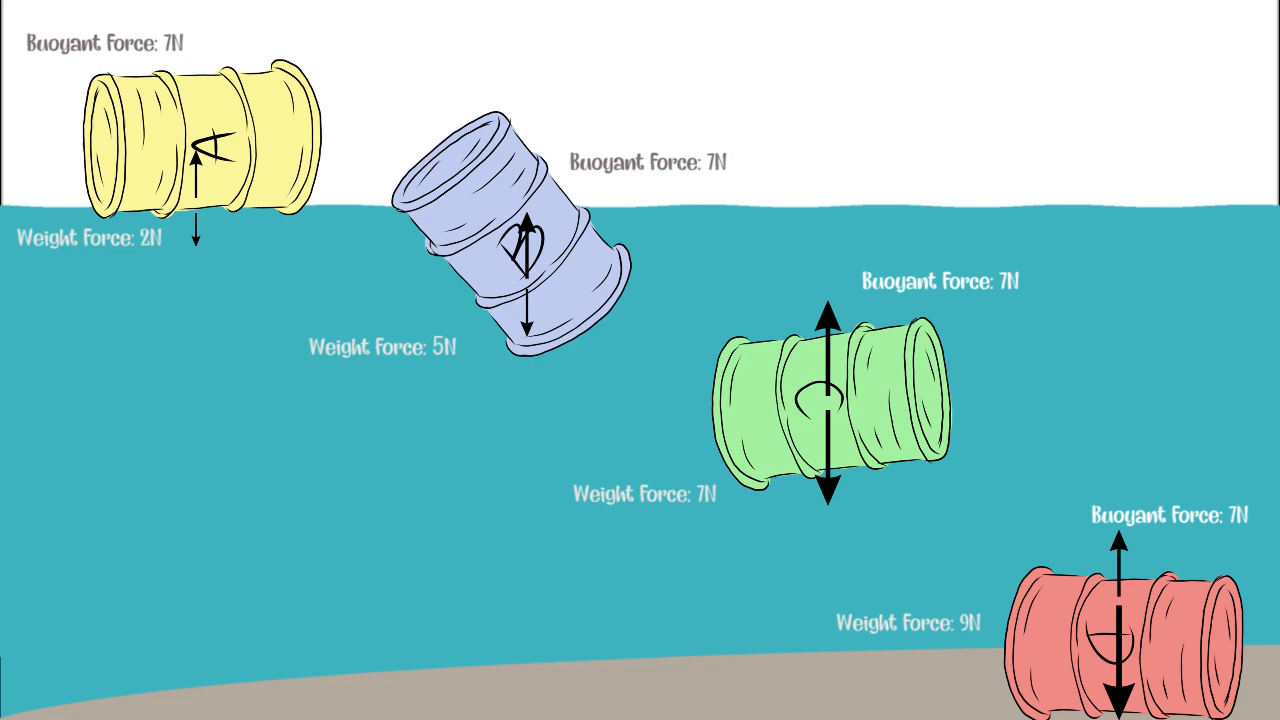 Buoyant Force: 7N
A
Weight Force: 2N
Buoyant Force: 7N
B
Weight Force: 5N
Buoyant Force: 7N
C
Weight Force: 7N
Buoyant Force: 7N
Weight Force: 9N
D